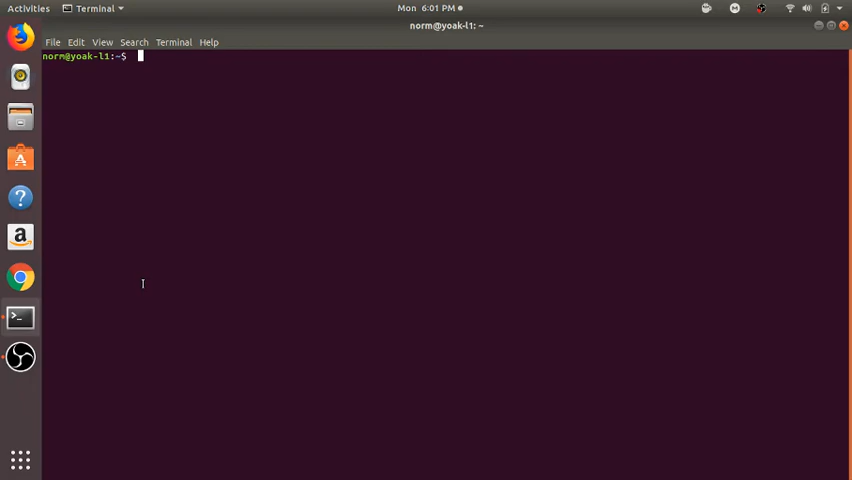 Activities Terminal Mon 6:01 PM
norm@yoak-l1: ~
File Edit View Search Terminal Help
norm@yoak-l1:~$